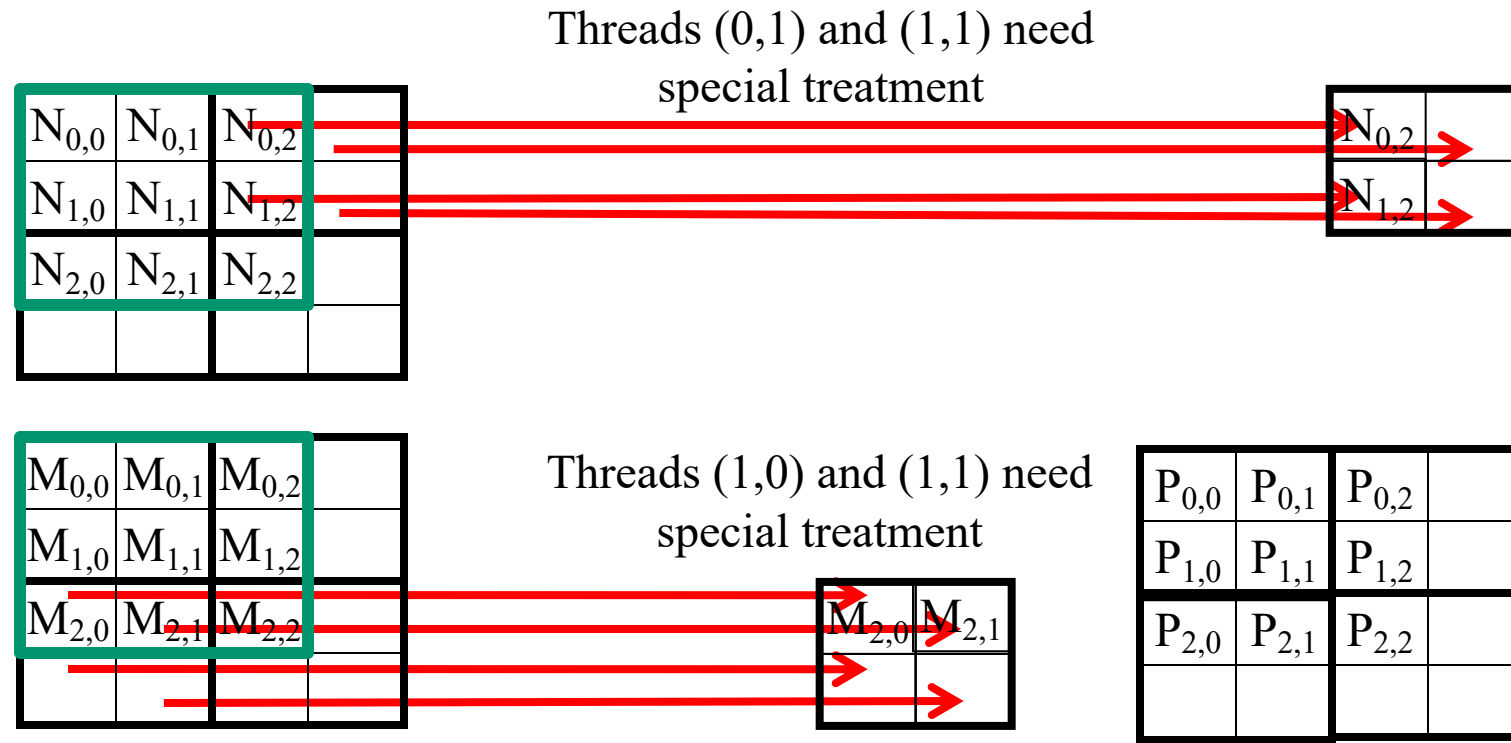 Threads (0,1) and (1,1) need
special treatment
N0,0 N0,1 N0,2
N1,0 N1,1 N1,2
N2,0 N2,1 N2,2
N0,2
N1,2
M0,0 M0,1 M0,2
M1,0 M1,1 M1,2
M2,0 M2,1 M2,2
Threads (1,0) and (1,1) need
special treatment
M2,0 M2,1
P0,0 P0,1 P0,2
P1,0 P1,1 P1,2
P2,0 P2,1 P2,2